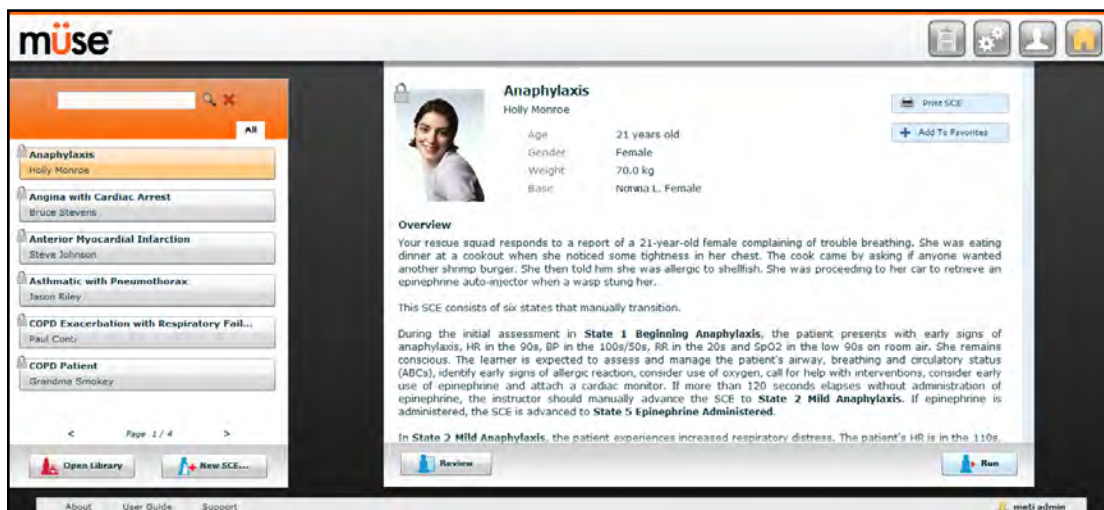 müse
All
Anaphylaxis
Holly Monroe
Angina with Cardiac Arrest
Bruce Stevens
Anterior Myocardial Infarction
Steve Johnson
Asthmatic with Pneumothorax
Jason Riley
COPD Exacerbation with Respiratory Fail...
Paul Conti
COPD Patient
Grandma Smokey
< Page 1 / 4 >
Open Library New SCE...
Anaphylaxis
Holly Monroe
Age 21 years old
Gender Female
Weight 70.0 kg
Base Norma L. Female
Print SCE
Add To Favorites
Overview
Your rescue squad responds to a report of a 21-year-old female complaining of trouble breathing. She was eating
dinner at a cookout when she noticed some tightness in her chest. The cook came by asking if anyone wanted
another shrimp burger. She then told him she was allergic to shellfish. She was proceeding to her car to retrieve an
epinephrine auto-injector when a wasp stung her.
This SCE consists of six states that manually transition.
During the initial assessment in State 1 Beginning Anaphylaxis, the patient presents with early signs of
anaphylaxis, HR in the 90s, BP in the 100s/50s, RR in the 20s and SpO2 in the low 90s on room air. She remains
conscious. The learner is expected to assess and manage the patient's airway, breathing and circulatory status
(ABCs), identify early signs of allergic reaction, consider use of oxygen, call for help with interventions, consider early
use of epinephrine and attach a cardiac monitor. If more than 120 seconds elapses without administration of
epinephrine, the instructor should manually advance the SCE to State 2 Mild Anaphylaxis. If epinephrine is
administered, the SCE is advanced to State 5 Epinephrine Administered.
In State 2 Mild Anaphylaxis, the patient experiences increased respiratory distress. The patient's HR is in the 110s,
Review Run
About User Guide Support meti admin